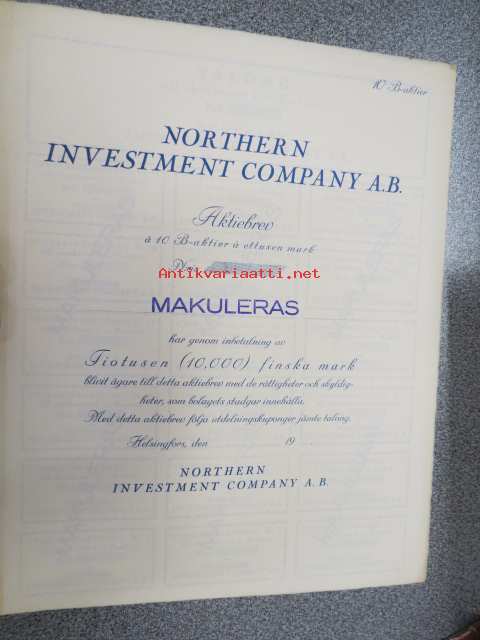 10 B-aktier
NORTHERN
INVESTMENT COMPANY A.B.
Aktiebrev
à 10 B-aktier à ettusen mark
Antikvariaatti.net
MAKULERAS
har genom inbetalning av
Tiotusen (10,000) finska mark
blivit ägare till detta aktiebrev med de rättigheter och skyldig-
heter, som bolagets stadgar innehålla.
Med detta aktiebrev följa utdelningskuponger jämte talong.
Helsingfors, den 19
NORTHERN
INVESTMENT COMPANY A.B.